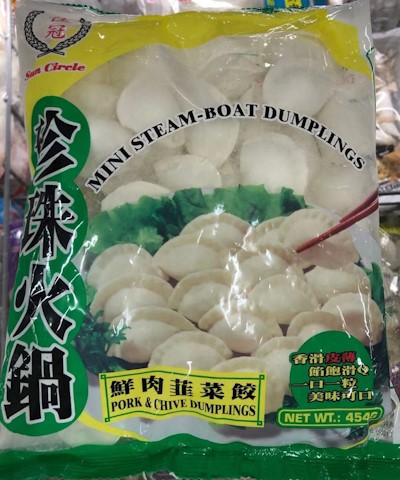 佳冠
Sun Circle
MINI STEAM-BOAT DUMPLINGS
珍珠火鍋
香滑皮薄
餡飽滑
一口一粒
美味可口
鮮肉韮菜餃
PORK & CHIVE DUMPLINGS
NET WT.: 454g